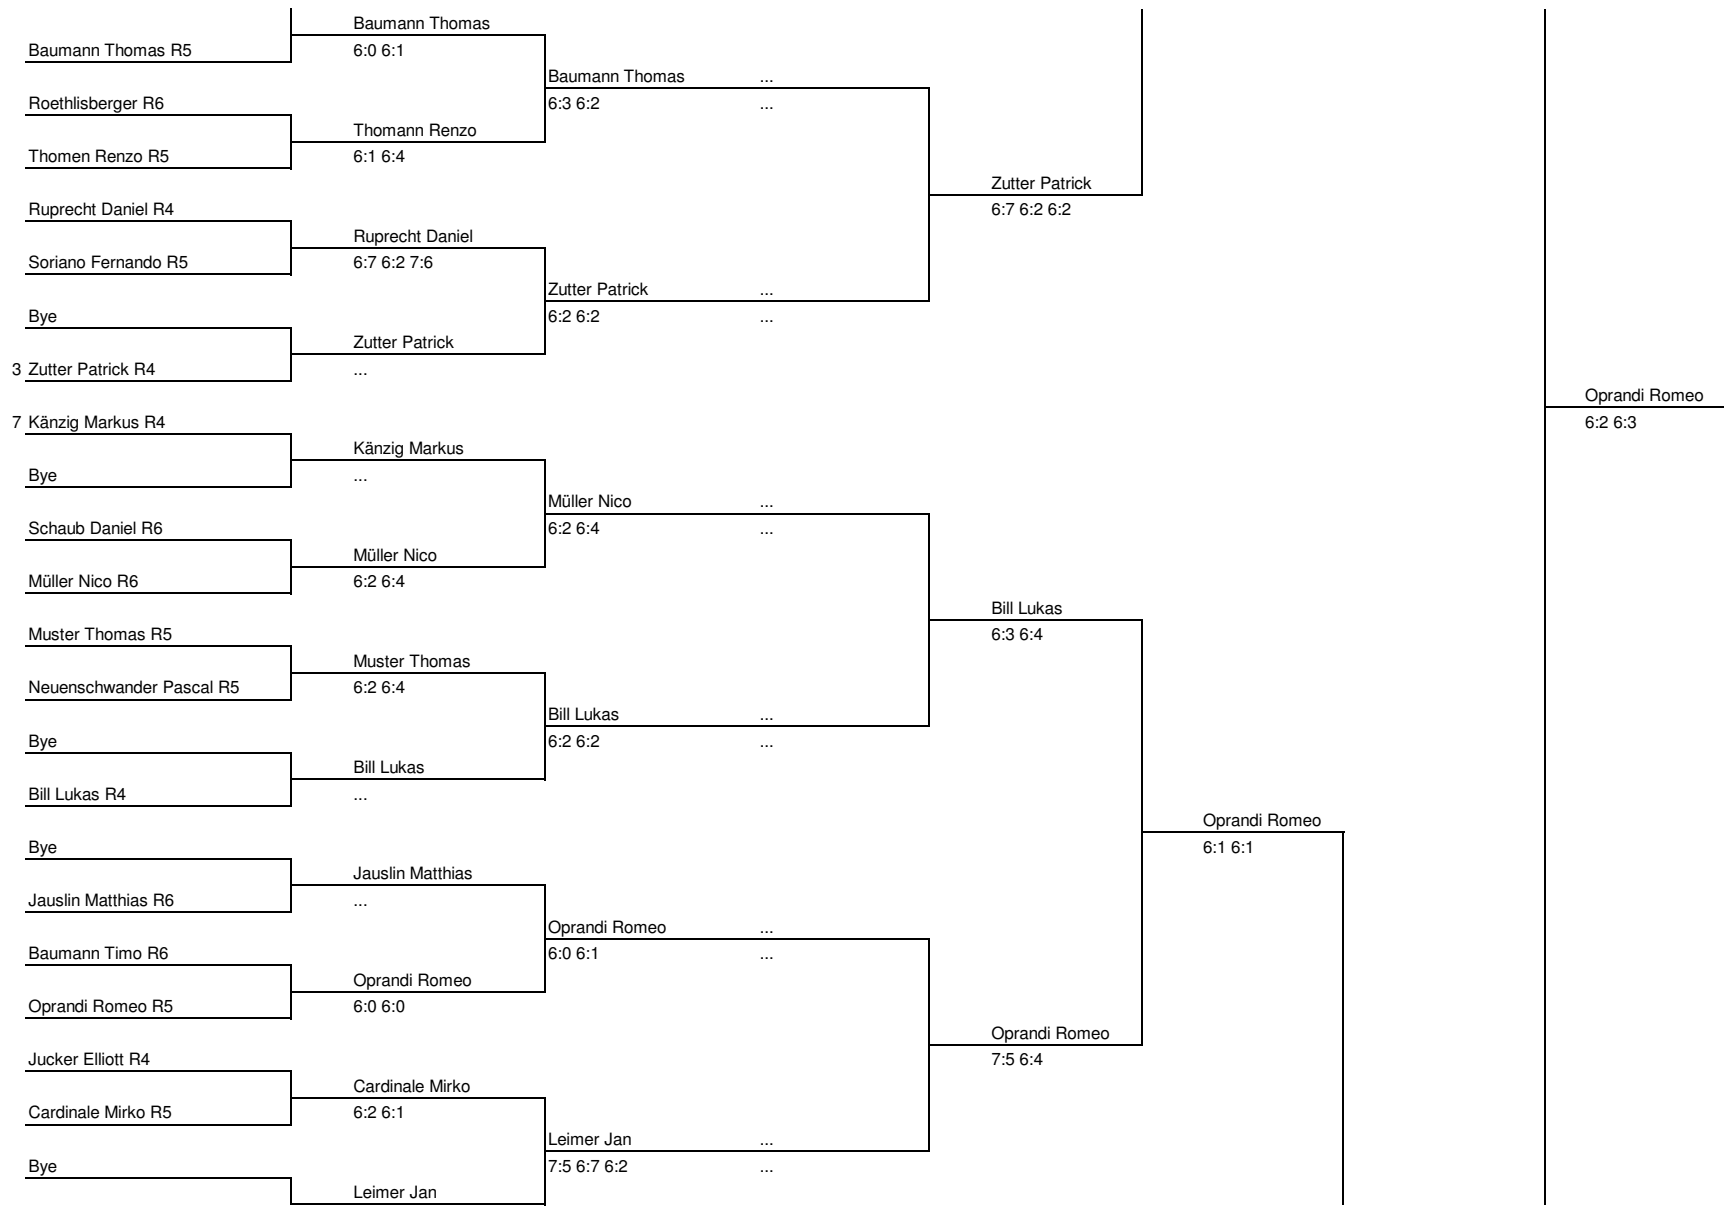 Baumann Thomas
Baumann Thomas R5
6:0 6:1
Baumann Thomas ...
Roethlisberger R6
6:3 6:2 ...
Thomann Renzo
Thomen Renzo R5
6:1 6:4
Zutter Patrick
Ruprecht Daniel R4
6:7 6:2 6:2
Ruprecht Daniel
Soriano Fernando R5
6:7 6:2 7:6
Zutter Patrick ...
Bye
6:2 6:2 ...
Zutter Patrick
3 Zutter Patrick R4
...
Oprandi Romeo
7 Känzig Markus R4
6:2 6:3
Känzig Markus
Bye
...
Müller Nico ...
Schaub Daniel R6
6:2 6:4 ...
Müller Nico
Müller Nico R6
6:2 6:4
Bill Lukas
Muster Thomas R5
6:3 6:4
Muster Thomas
Neuenschwander Pascal R5
6:2 6:4
Bill Lukas ...
Bye
6:2 6:2 ...
Bill Lukas
Bill Lukas R4
...
Oprandi Romeo
Bye
6:1 6:1
Jauslin Matthias
Jauslin Matthias R6
...
Oprandi Romeo ...
Baumann Timo R6
6:0 6:1 ...
Oprandi Romeo
Oprandi Romeo R5
6:0 6:0
Oprandi Romeo
Jucker Elliott R4
7:5 6:4
Cardinale Mirko
Cardinale Mirko R5
6:2 6:1
Leimer Jan ...
Bye
7:5 6:7 6:2 ...
Leimer Jan